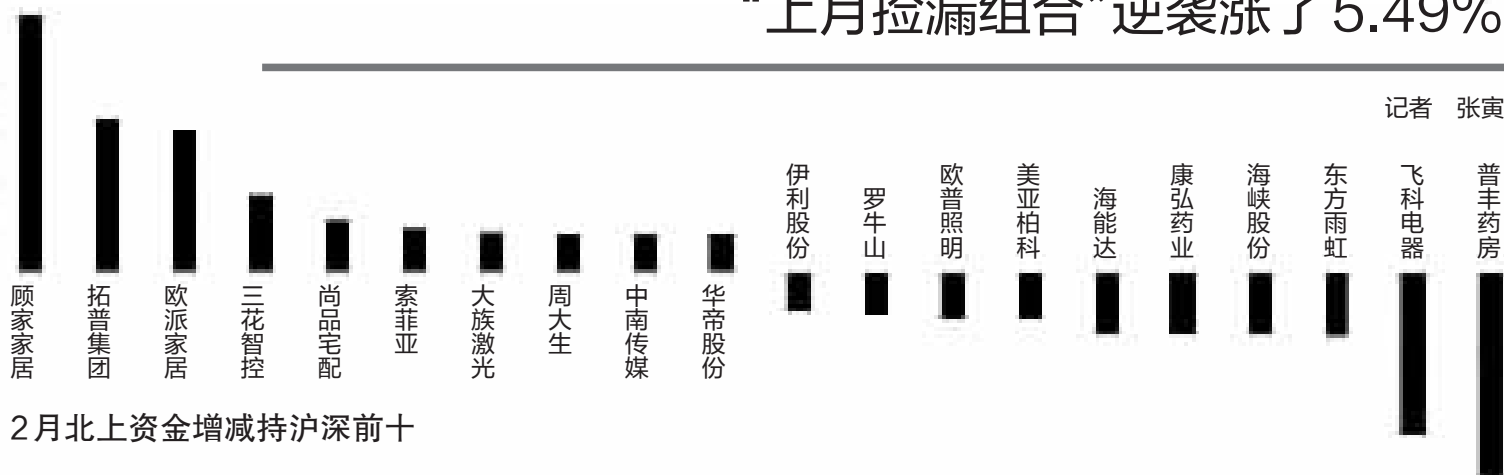 “上月捡漏组合”逆袭涨了5.49%
记者 张寅
顾家家居
拓普集团
欧派家居
三花智控
尚品宅配
索菲亚
大族激光
周大生
中南传媒
华帝股份
伊利股份
罗牛山
欧普照明
美亚柏科
海能达
康弘药业
海峡股份
东方雨虹
飞科电器
普丰药房
2月北上资金增减持沪深前十